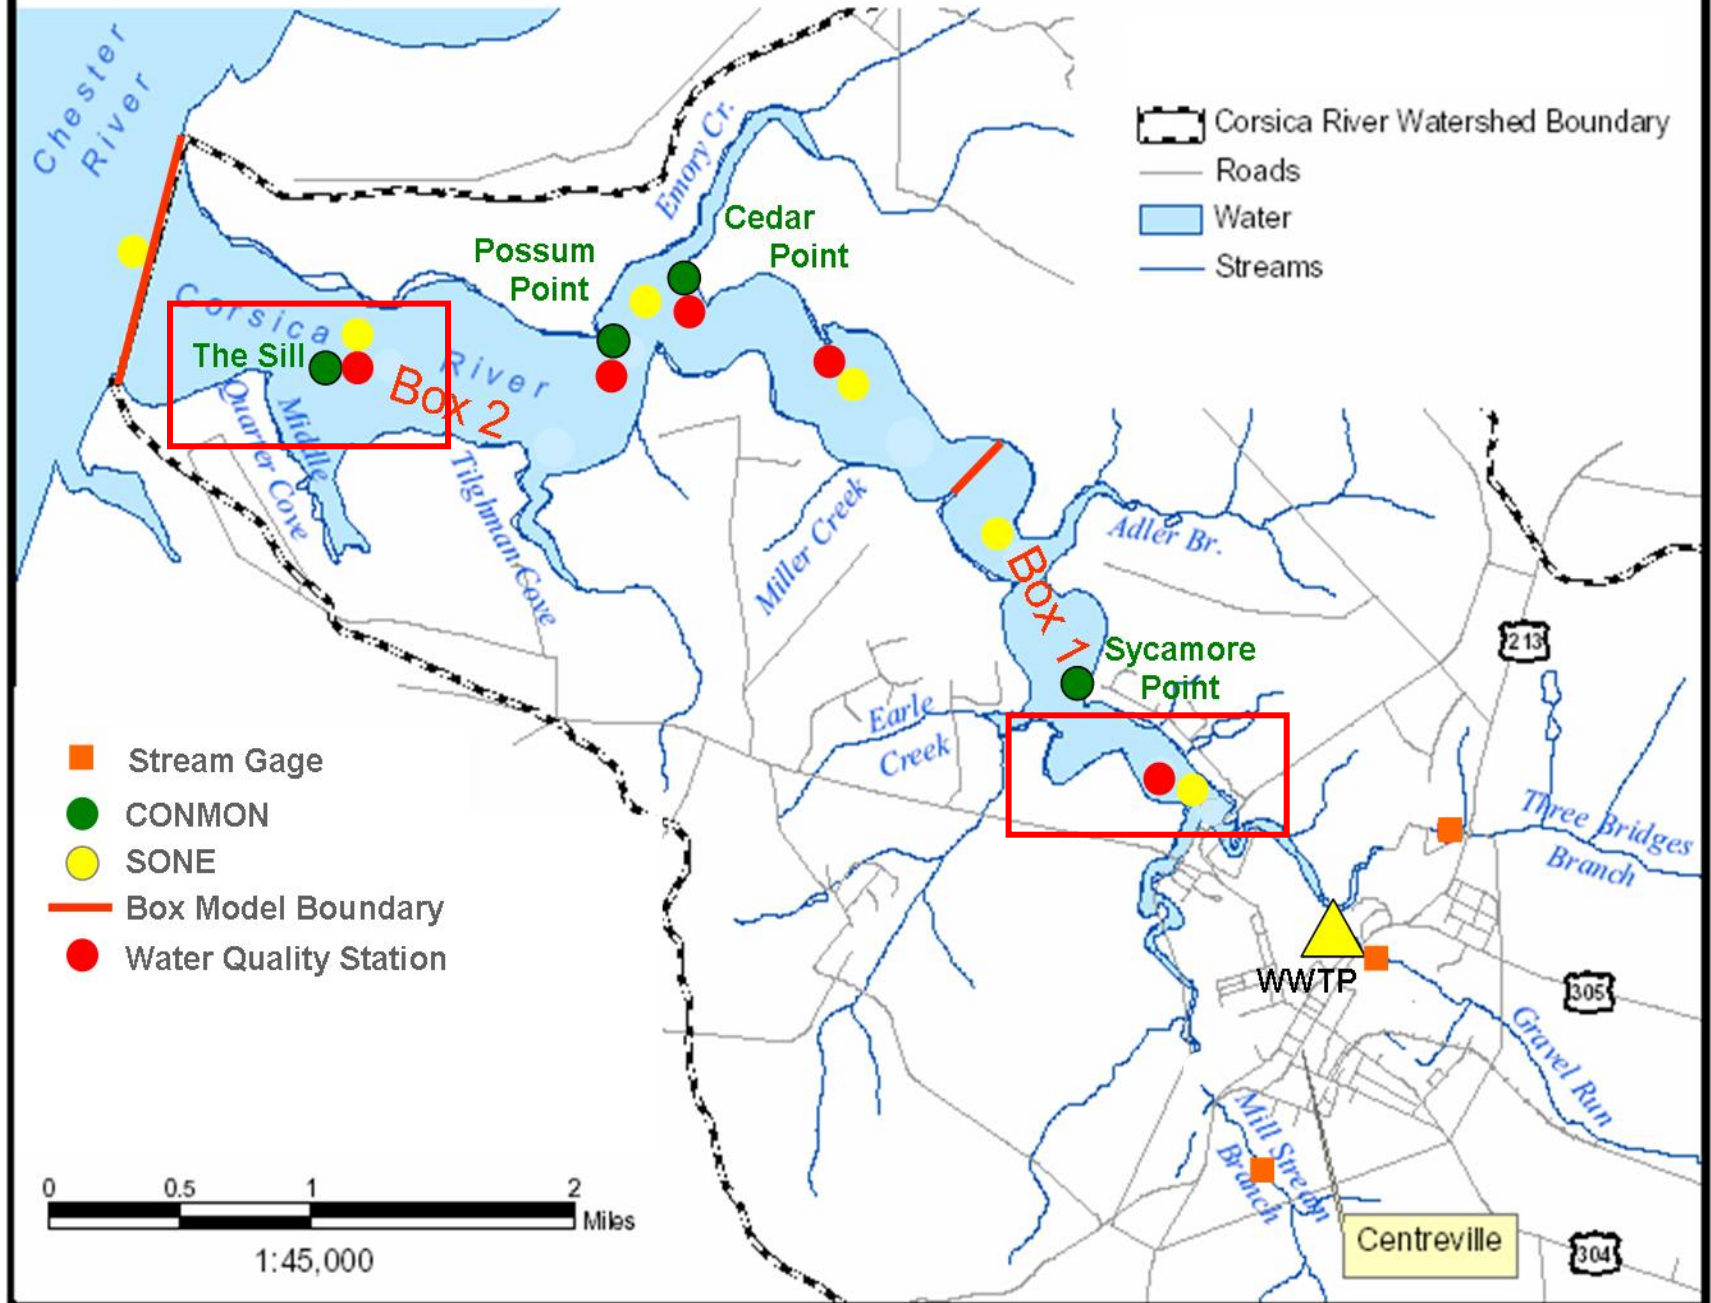 Chester
River
Corsica River Watershed Boundary
Roads
Water
Streams
Emory Cr.
Cedar
Point
Possum
Point
Corsica
River
The Sill
Box 2
Quarter Cove
Middle
Tilghman Cove
Miller Creek
Adler Br.
Box 1
Sycamore
Point
213
Earle
Creek
Stream Gage
CONMON
SONE
Box Model Boundary
Water Quality Station
Three Bridges
Branch
WWTP
305
Gravel Run
Mill Stream
Branch
0 0.5 1 2
Miles
1:45,000
Centreville
304